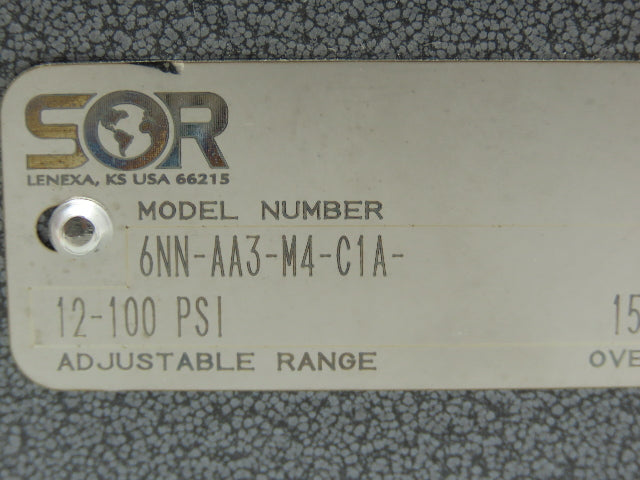 SOR
LENEXA, KS USA 66215
MODEL NUMBER
6NN-AA3-M4-C1A-
12-100 PSI 15
ADJUSTABLE RANGE OVE